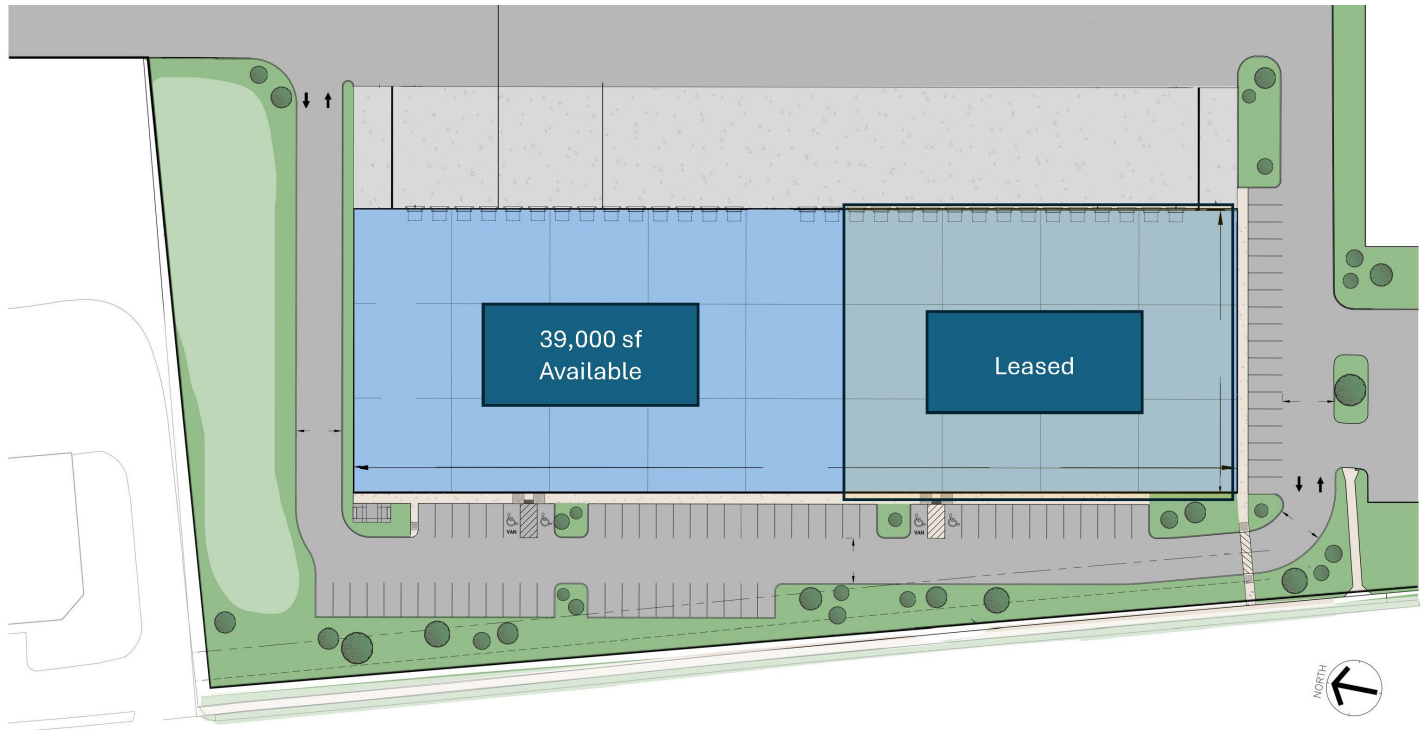 39,000 sf
Available
Leased
VAN
VAN
NORTH